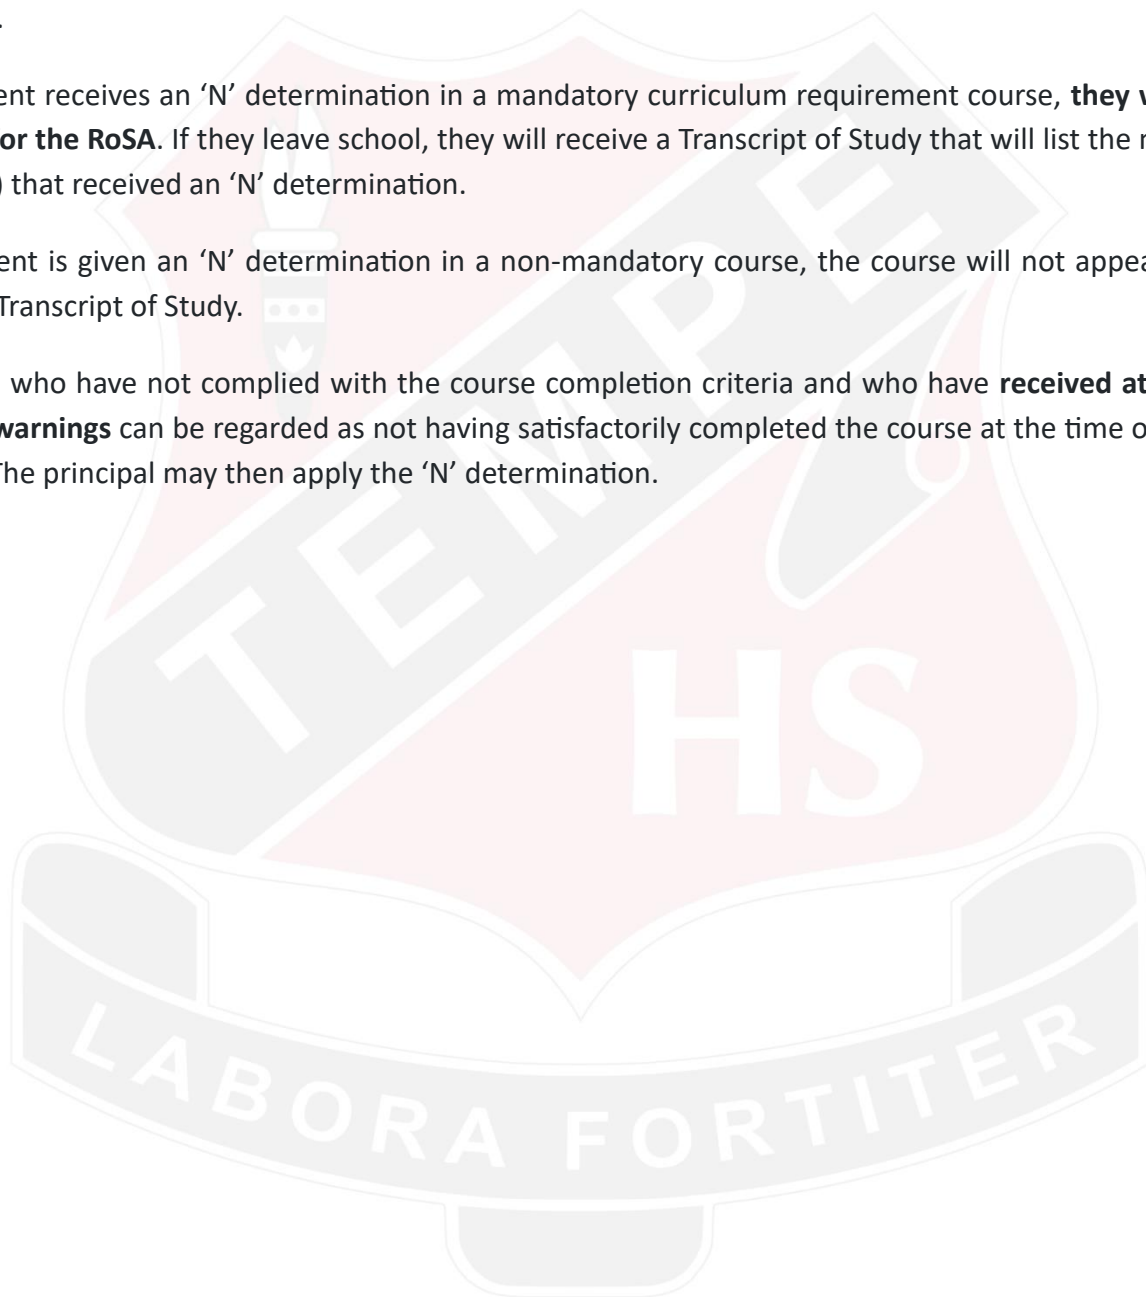 ent receives an ‘N’ determination in a mandatory curriculum requirement course, they
or the RoSA. If they leave school, they will receive a Transcript of Study that will list the
) that received an ‘N’ determination.
ent is given an ‘N’ determination in a non-mandatory course, the course will not appea
Transcript of Study.
who have not complied with the course completion criteria and who have received at
warnings can be regarded as not having satisfactorily completed the course at the time o
The principal may then apply the ‘N’ determination.
TEMPE
HS
LABORA FORTITER